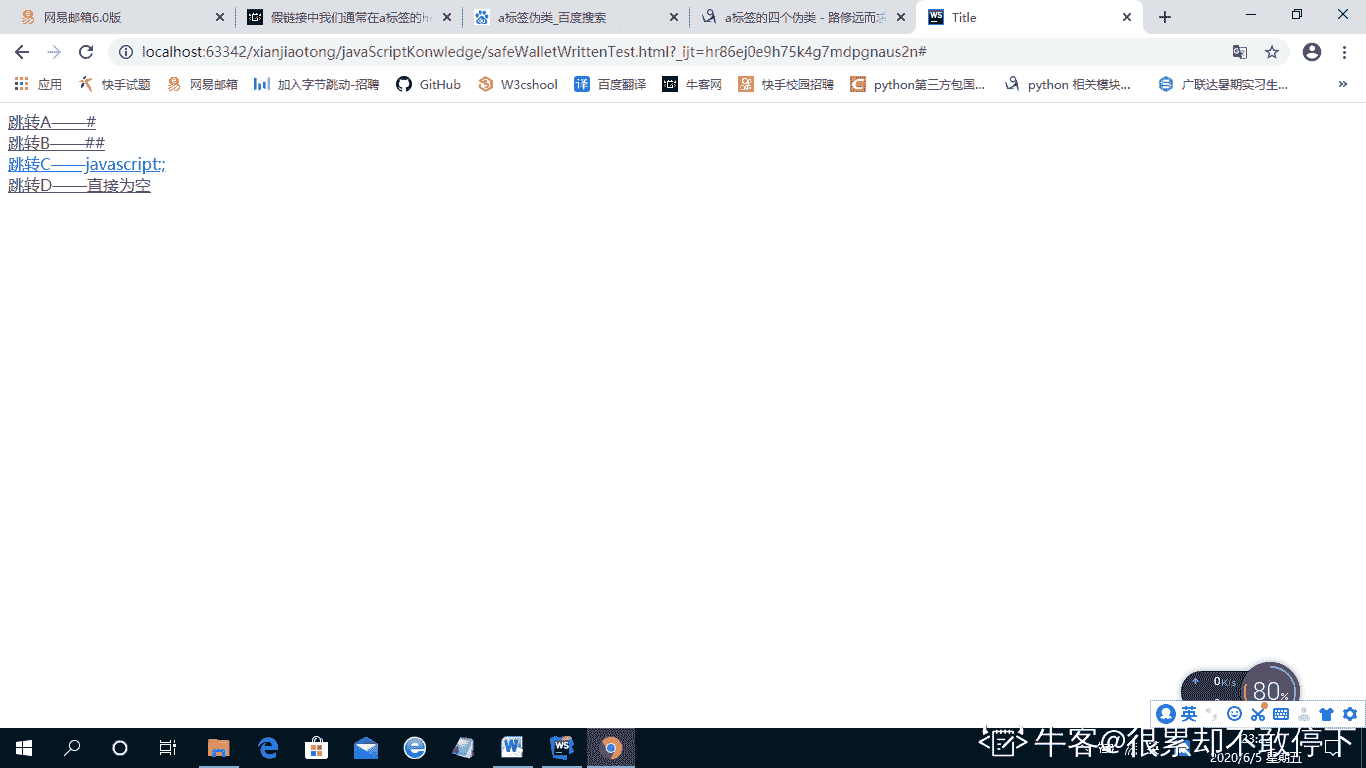 网易邮箱6.0版
假链接中我们通常在a标签的h
a标签伪类_百度搜索
a标签的四个伪类 - 路修远而求
Title
localhost:63342/xianjiaotong/javaScriptKonwledge/safeWalletWrittenTest.html?_ijt=hr86ej0e9h75k4g7mdpgnaus2n#
应用 快手试题 网易邮箱 加入字节跳动-招聘 GitHub W3cshool 百度翻译 牛客网 快手校园招聘 python第三方包国... python 相关模块... 广联达暑期实习生... »
跳转A——#
跳转B——##
跳转C——javascript:;
跳转D——直接为空
0K/s
80%
英
牛客@很累却不敢停下
2020/6/5 星期五